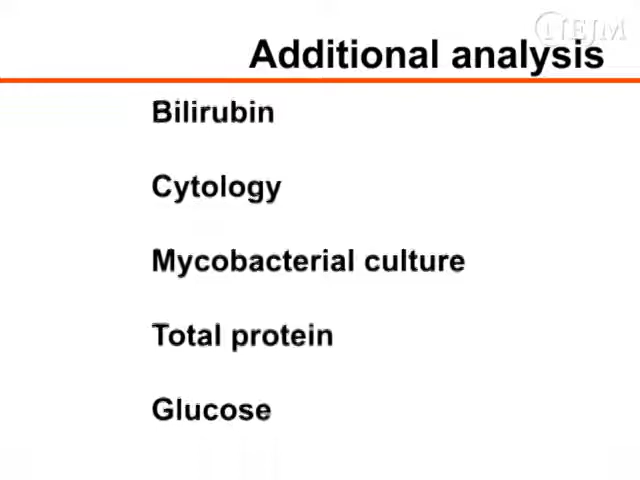 NEJM
Additional analysis
Bilirubin
Cytology
Mycobacterial culture
Total protein
Glucose